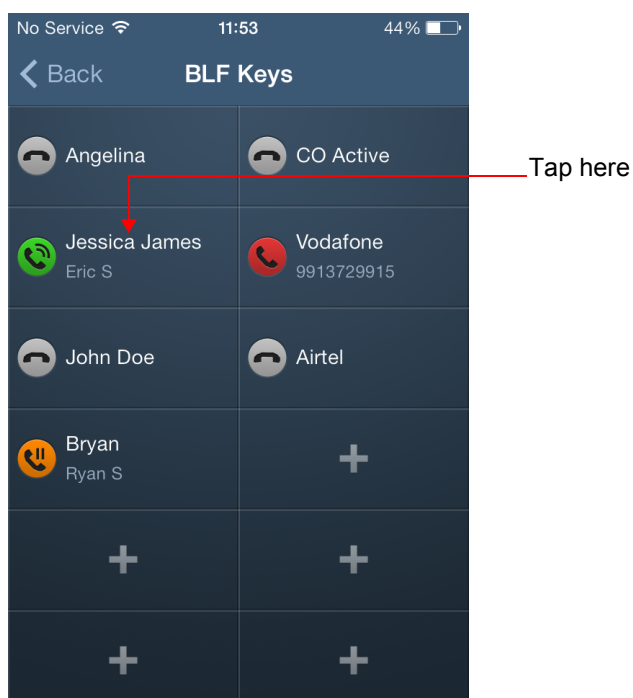 No Service 11:53 44%
Back BLF Keys
Angelina CO Active
Tap here
Jessica James Vodafone
Eric S 9913729915
John Doe Airtel
Bryan
Ryan S